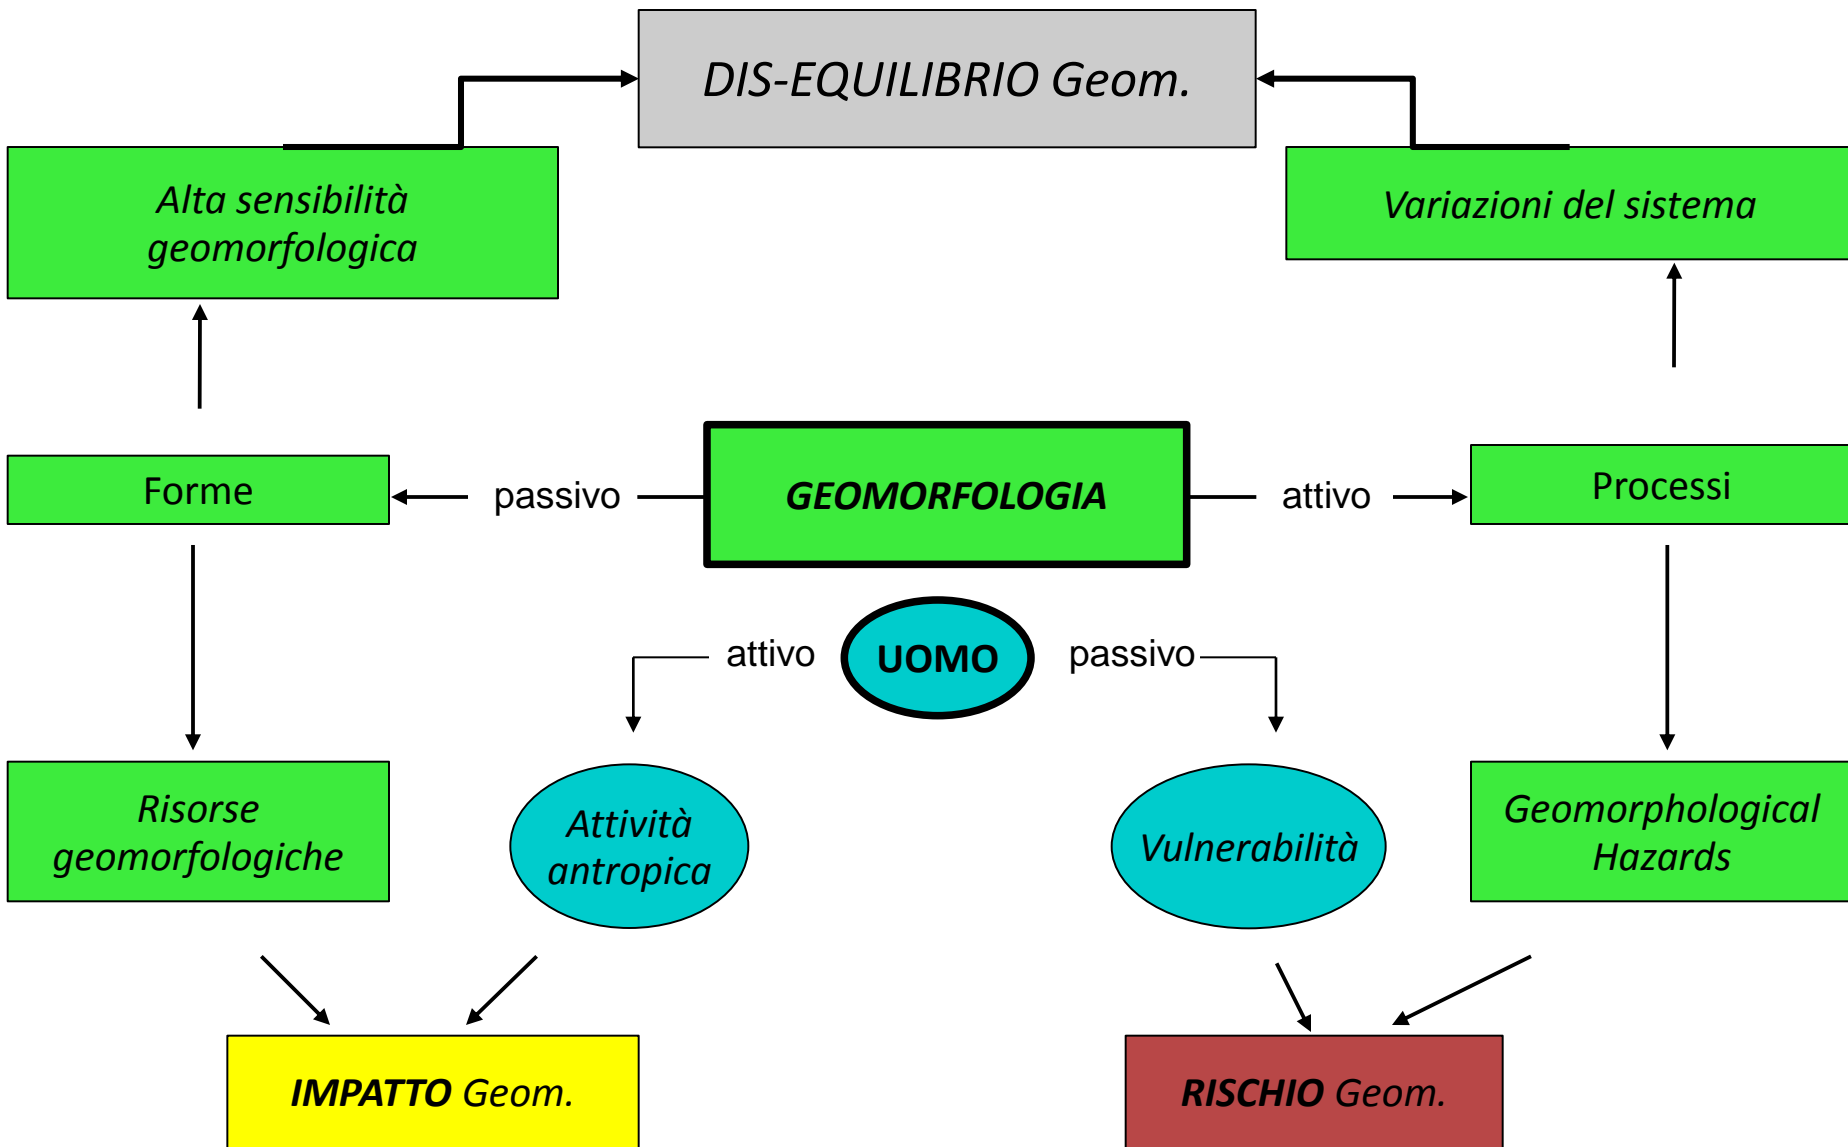 DIS-EQUILIBRIO Geom.
Alta sensibilità
geomorfologica
Variazioni del sistema
Forme
passivo
GEOMORFOLOGIA
attivo
Processi
attivo
UOMO
passivo
Risorse
geomorfologiche
Attività
antropica
Vulnerabilità
Geomorphological
Hazards
IMPATTO Geom.
RISCHIO Geom.